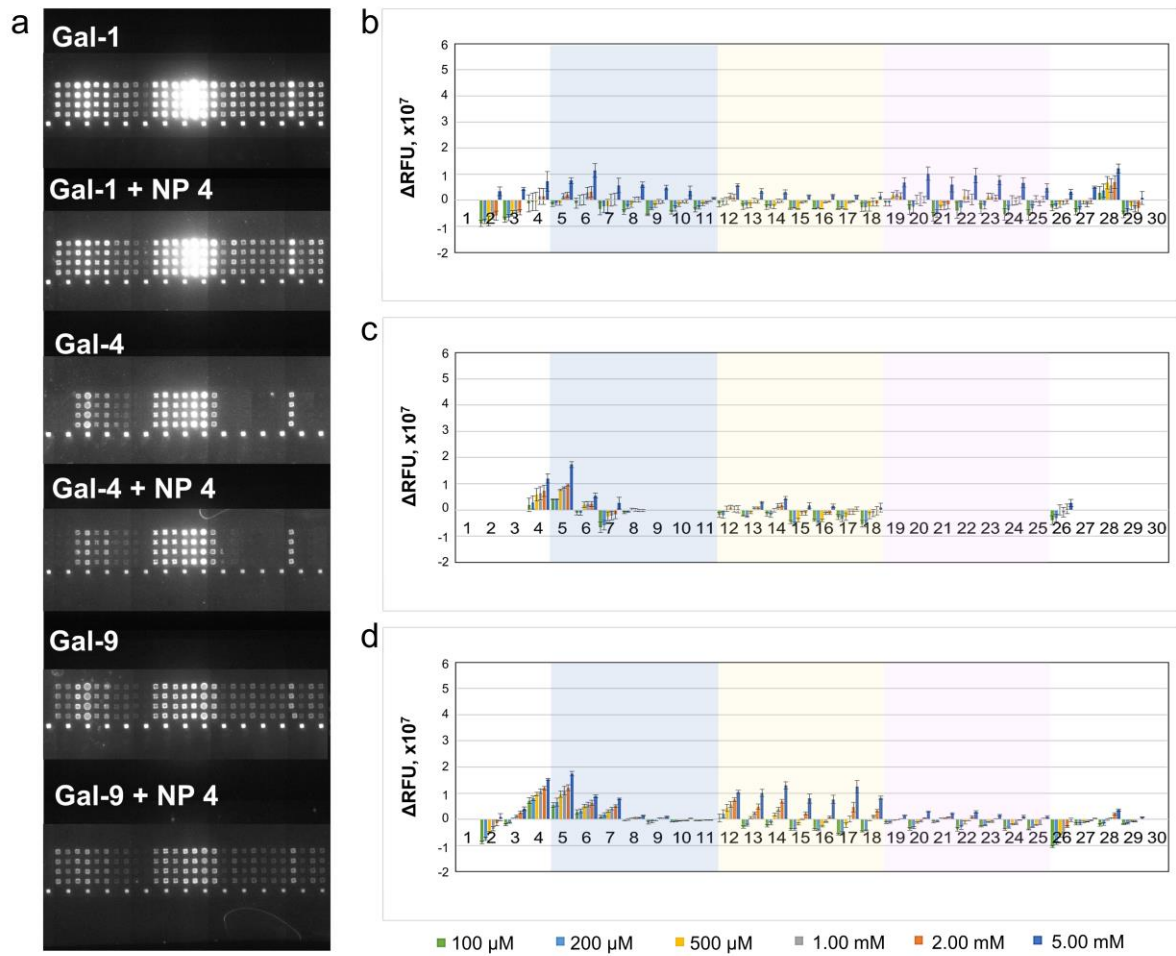 a
Gal-1
Gal-1 + NP 4
Gal-4
Gal-4 + NP 4
Gal-9
Gal-9 + NP 4
b
ΔRFU, x10⁷
6
5
4
3
2
1
0
-1
-2
1 2 3 4 5 6 7 8 9 10 11 12 13 14 15 16 17 18 19 20 21 22 23 24 25 26 27 28 29 30
c
ΔRFU, x10⁷
6
5
4
3
2
1
0
-1
-2
1 2 3 4 5 6 7 8 9 10 11 12 13 14 15 16 17 18 19 20 21 22 23 24 25 26 27 28 29 30
d
ΔRFU, x10⁷
6
5
4
3
2
1
0
-1
-2
1 2 3 4 5 6 7 8 9 10 11 12 13 14 15 16 17 18 19 20 21 22 23 24 25 26 27 28 29 30
100 µM 200 µM 500 µM 1.00 mM 2.00 mM 5.00 mM